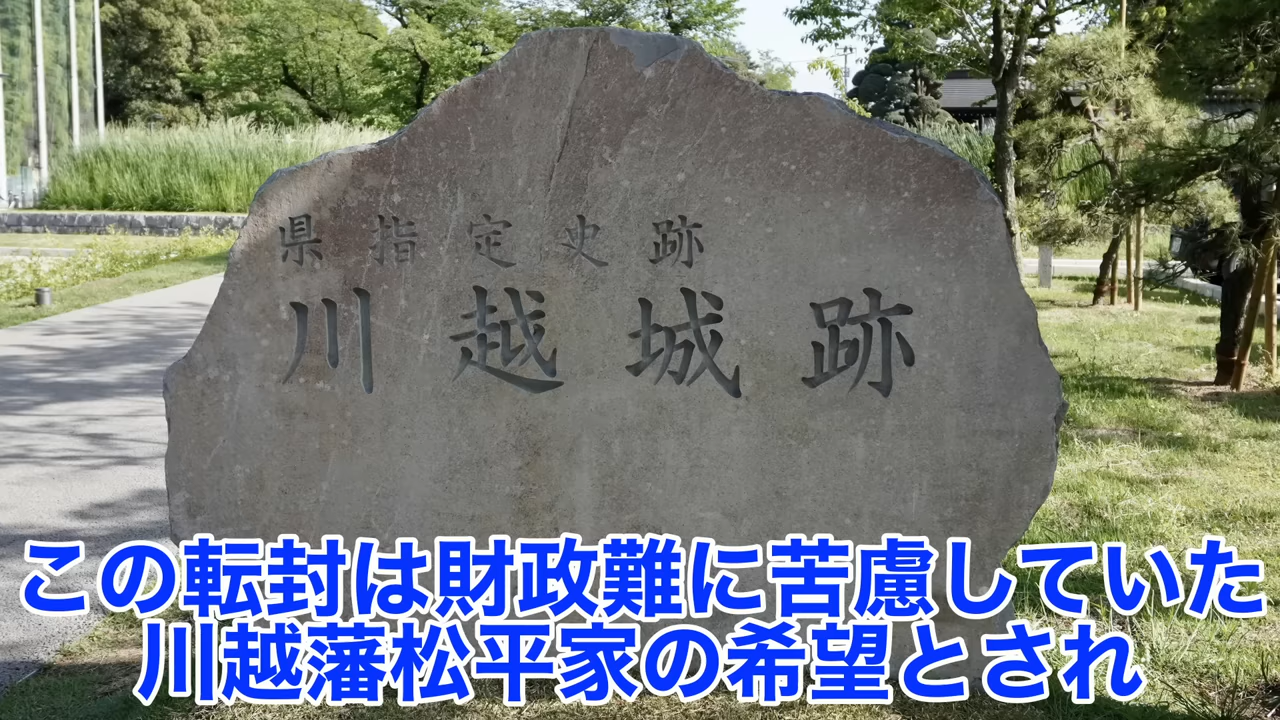 県指定史跡
川越城跡
この転封は財政難に苦慮していた
川越藩松平家の希望とされ